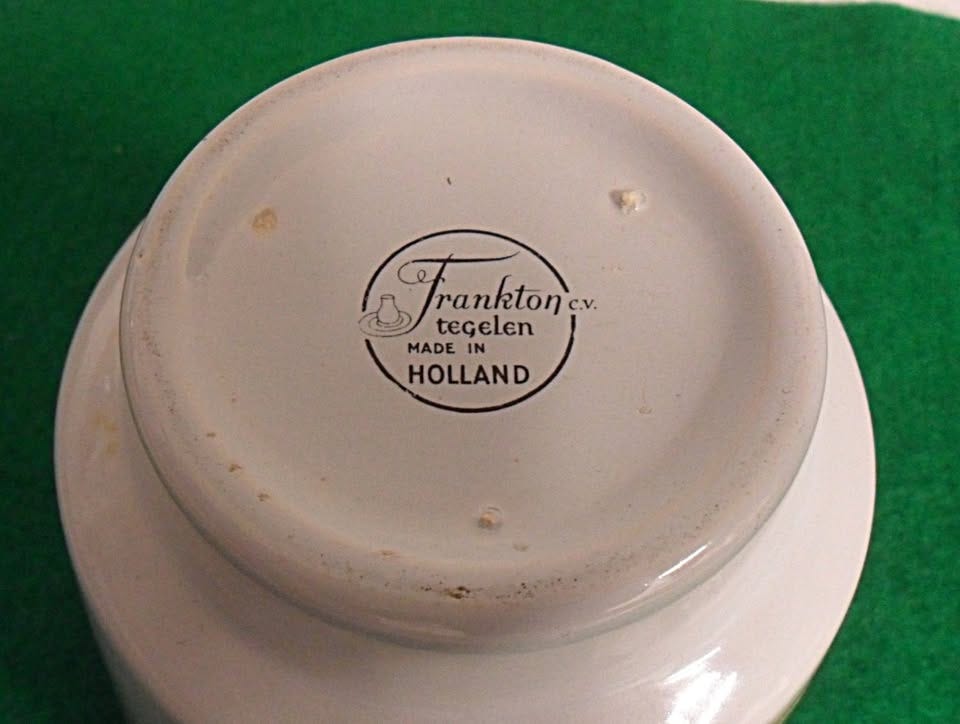 Frankton c.v.
tegelen
MADE IN
HOLLAND